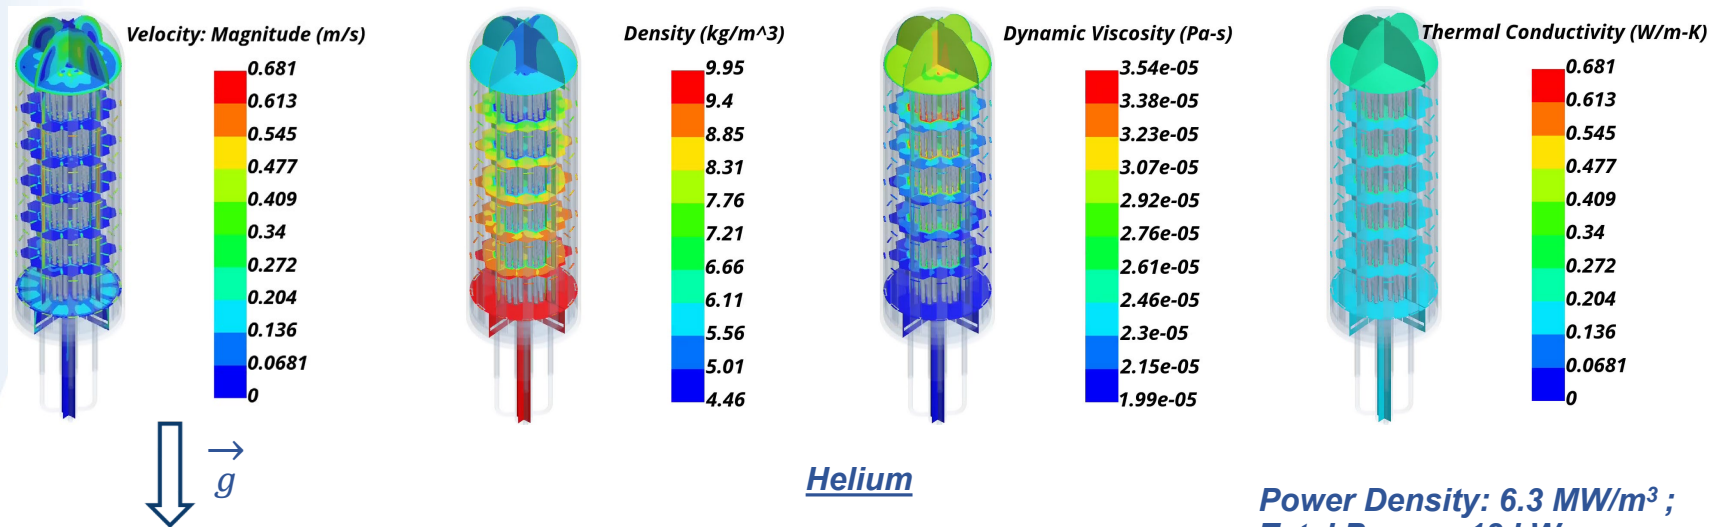 Velocity: Magnitude (m/s)
0.681
0.613
0.545
0.477
0.409
0.34
0.272
0.204
0.136
0.0681
0
Density (kg/m^3)
9.95
9.4
8.85
8.31
7.76
7.21
6.66
6.11
5.56
5.01
4.46
Dynamic Viscosity (Pa-s)
3.54e-05
3.38e-05
3.23e-05
3.07e-05
2.92e-05
2.76e-05
2.61e-05
2.46e-05
2.3e-05
2.15e-05
1.99e-05
Thermal Conductivity (W/m-K)
0.681
0.613
0.545
0.477
0.409
0.34
0.272
0.204
0.136
0.0681
0
g
Helium
Power Density: 6.3 MW/m³ ;